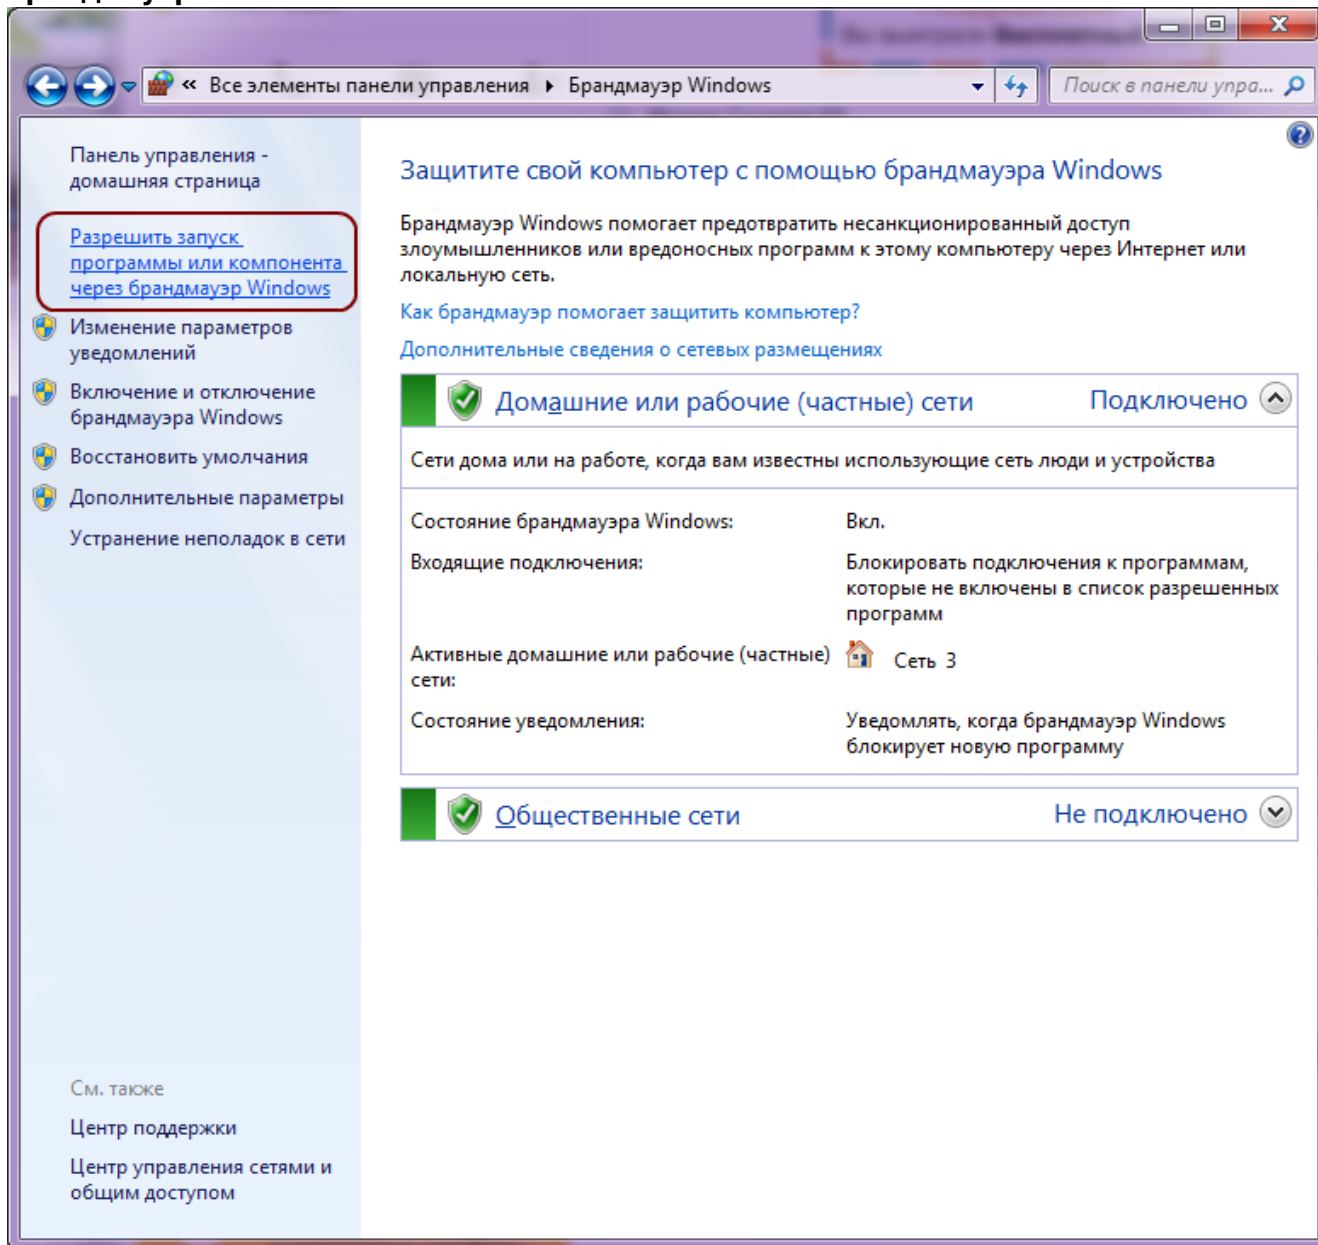 « Все элементы панели управления ▸ Брандмауэр Windows
Поиск в панели упра...
Панель управления -
домашняя страница
Разрешить запуск
программы или компонента
через брандмауэр Windows
Изменение параметров
уведомлений
Включение и отключение
брандмауэра Windows
Восстановить умолчания
Дополнительные параметры
Устранение неполадок в сети
См. также
Центр поддержки
Центр управления сетями и
общим доступом
Защитите свой компьютер с помощью брандмауэра Windows
Брандмауэр Windows помогает предотвратить несанкционированный доступ
злоумышленников или вредоносных программ к этому компьютеру через Интернет или
локальную сеть.
Как брандмауэр помогает защитить компьютер?
Дополнительные сведения о сетевых размещениях
Домашние или рабочие (частные) сети Подключено
Сети дома или на работе, когда вам известны использующие сеть люди и устройства
Состояние брандмауэра Windows: Вкл.
Входящие подключения: Блокировать подключения к программам,
которые не включены в список разрешенных
программ
Активные домашние или рабочие (частные) Сеть 3
сети:
Состояние уведомления: Уведомлять, когда брандмауэр Windows
блокирует новую программу
Общественные сети Не подключено